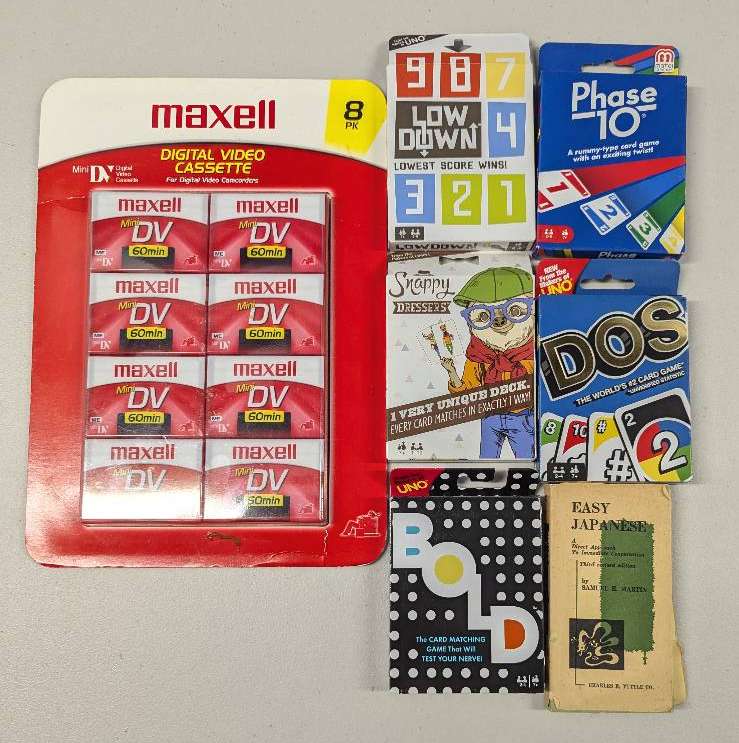 maxell
8
PK
DIGITAL VIDEO
CASSETTE
For Digital Video Camcorders
Mini DV Digital
Video
Cassette
maxell
Mini
DV
60min
maxell
Mini
DV
60min
maxell
Mini
DV
60min
maxell
Mini
DV
60min
maxell
Mini
DV
60min
maxell
Mini
DV
60min
maxell
Mini
DV
maxell
Mini
DV
60min
UNO
9 8 7
LOW
DOWN
4
LOWEST SCORE WINS!
3 2 1
LOWDOWN
Phase
10
A rummy-type card game
with an exciting twist!
1
2
3
Phase
Snappy
DRESSERS
1 VERY UNIQUE DECK.
EVERY CARD MATCHES IN EXACTLY 1 WAY!
NEW
From the
Makers of
UNO
DOS
THE WORLD'S #2 CARD GAME*
*UNVERIFIED STATISTIC
8
10
#
#
2
2
UNO
BOLD
The CARD MATCHING
GAME That Will
TEST YOUR NERVE!
EASY
JAPANESE
A
Direct Approach
To Immediate Conversation
Third revised edition
by
SAMUEL E. MARTIN
CHARLES E. TUTTLE CO.